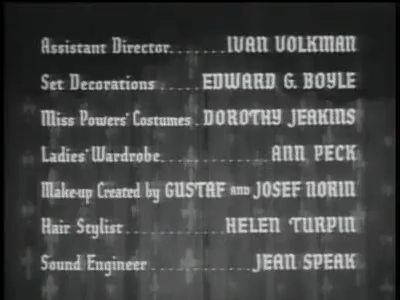 Assistant Director........IVAN VOLKMAN
Set Decorations .....EDWARD G. BOYLE
Miss Powers' Costumes .DOROTHY JEAKINS
Ladies' Wardrobe...............ANN PECK
Make-up Created by GUSTAF AND JOSEF NORIN
Hair Stylist..............HELEN TURPIN
Sound Engineer..............JEAN SPEAK